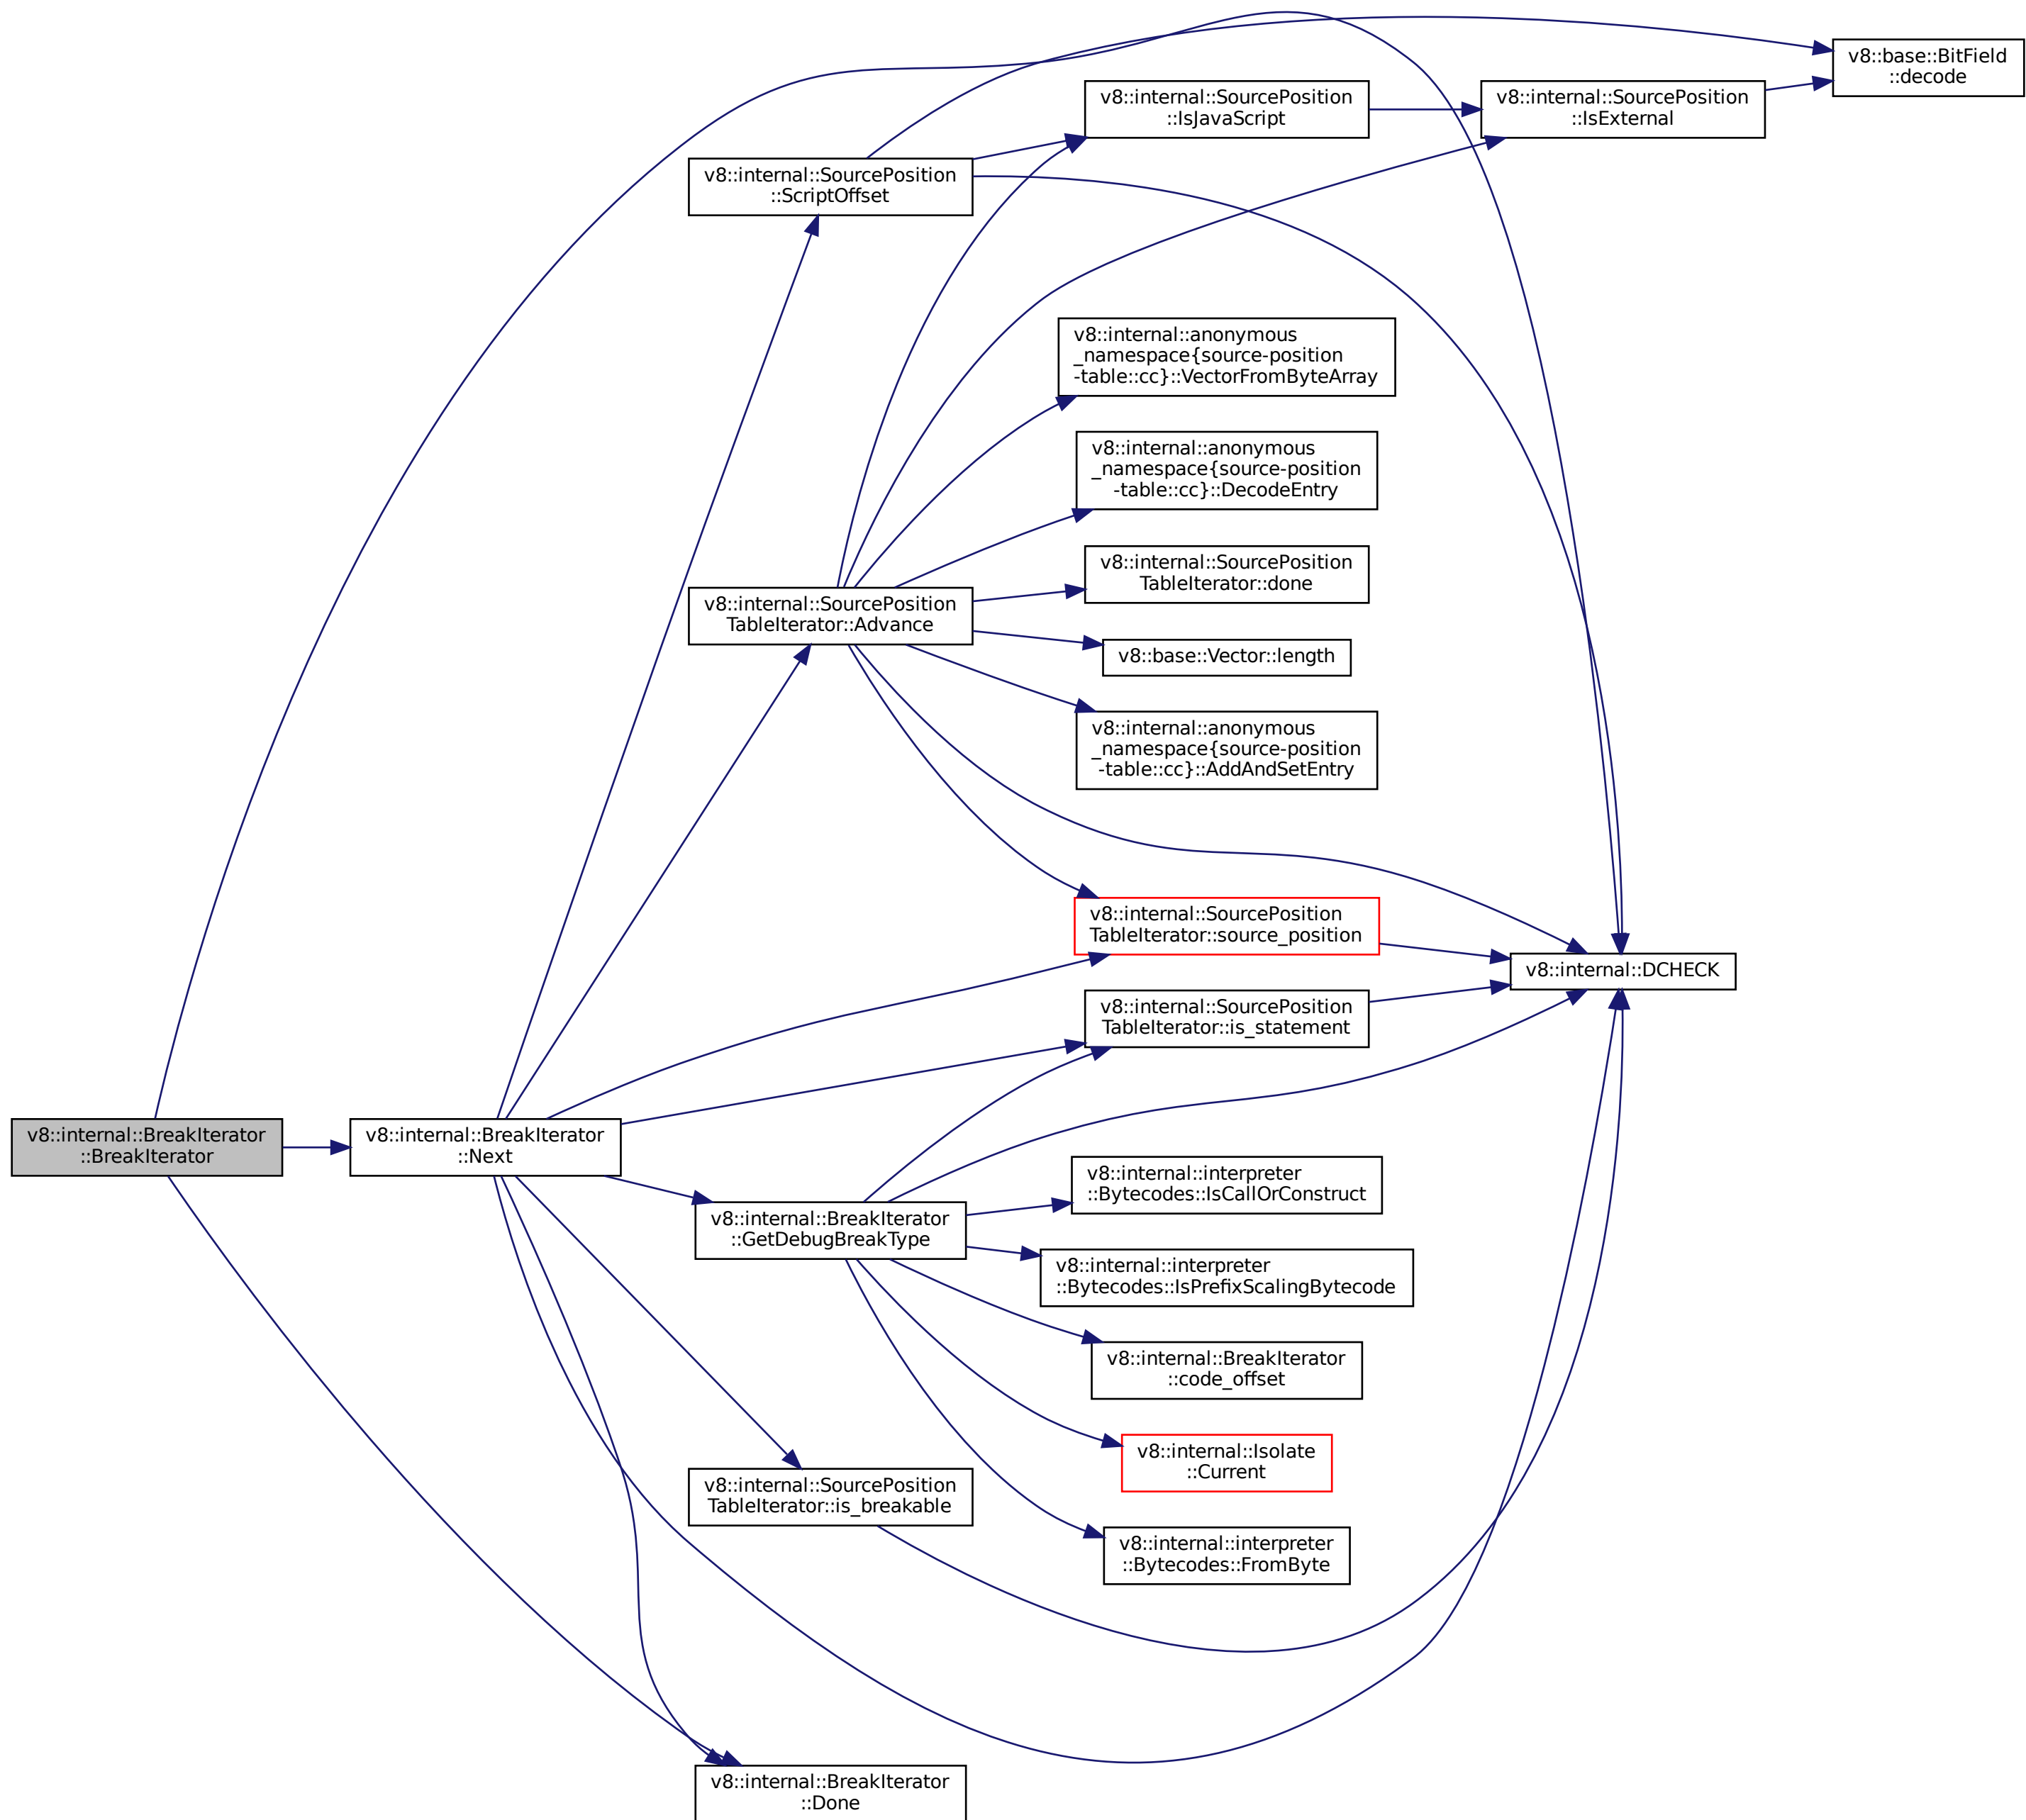 v8::base::BitField
::decode
v8::internal::SourcePosition
::IsJavaScript
v8::internal::SourcePosition
::IsExternal
v8::internal::SourcePosition
::ScriptOffset
v8::internal::anonymous
_namespace{source-position
-table::cc}::VectorFromByteArray
v8::internal::anonymous
_namespace{source-position
-table::cc}::DecodeEntry
v8::internal::SourcePosition
TableIterator::done
v8::internal::SourcePosition
TableIterator::Advance
v8::base::Vector::length
v8::internal::anonymous
_namespace{source-position
-table::cc}::AddAndSetEntry
v8::internal::SourcePosition
TableIterator::source_position
v8::internal::DCHECK
v8::internal::SourcePosition
TableIterator::is_statement
v8::internal::BreakIterator
::BreakIterator
v8::internal::BreakIterator
::Next
v8::internal::interpreter
::Bytecodes::IsCallOrConstruct
v8::internal::BreakIterator
::GetDebugBreakType
v8::internal::interpreter
::Bytecodes::IsPrefixScalingBytecode
v8::internal::BreakIterator
::code_offset
v8::internal::Isolate
::Current
v8::internal::SourcePosition
TableIterator::is_breakable
v8::internal::interpreter
::Bytecodes::FromByte
v8::internal::BreakIterator
::Done